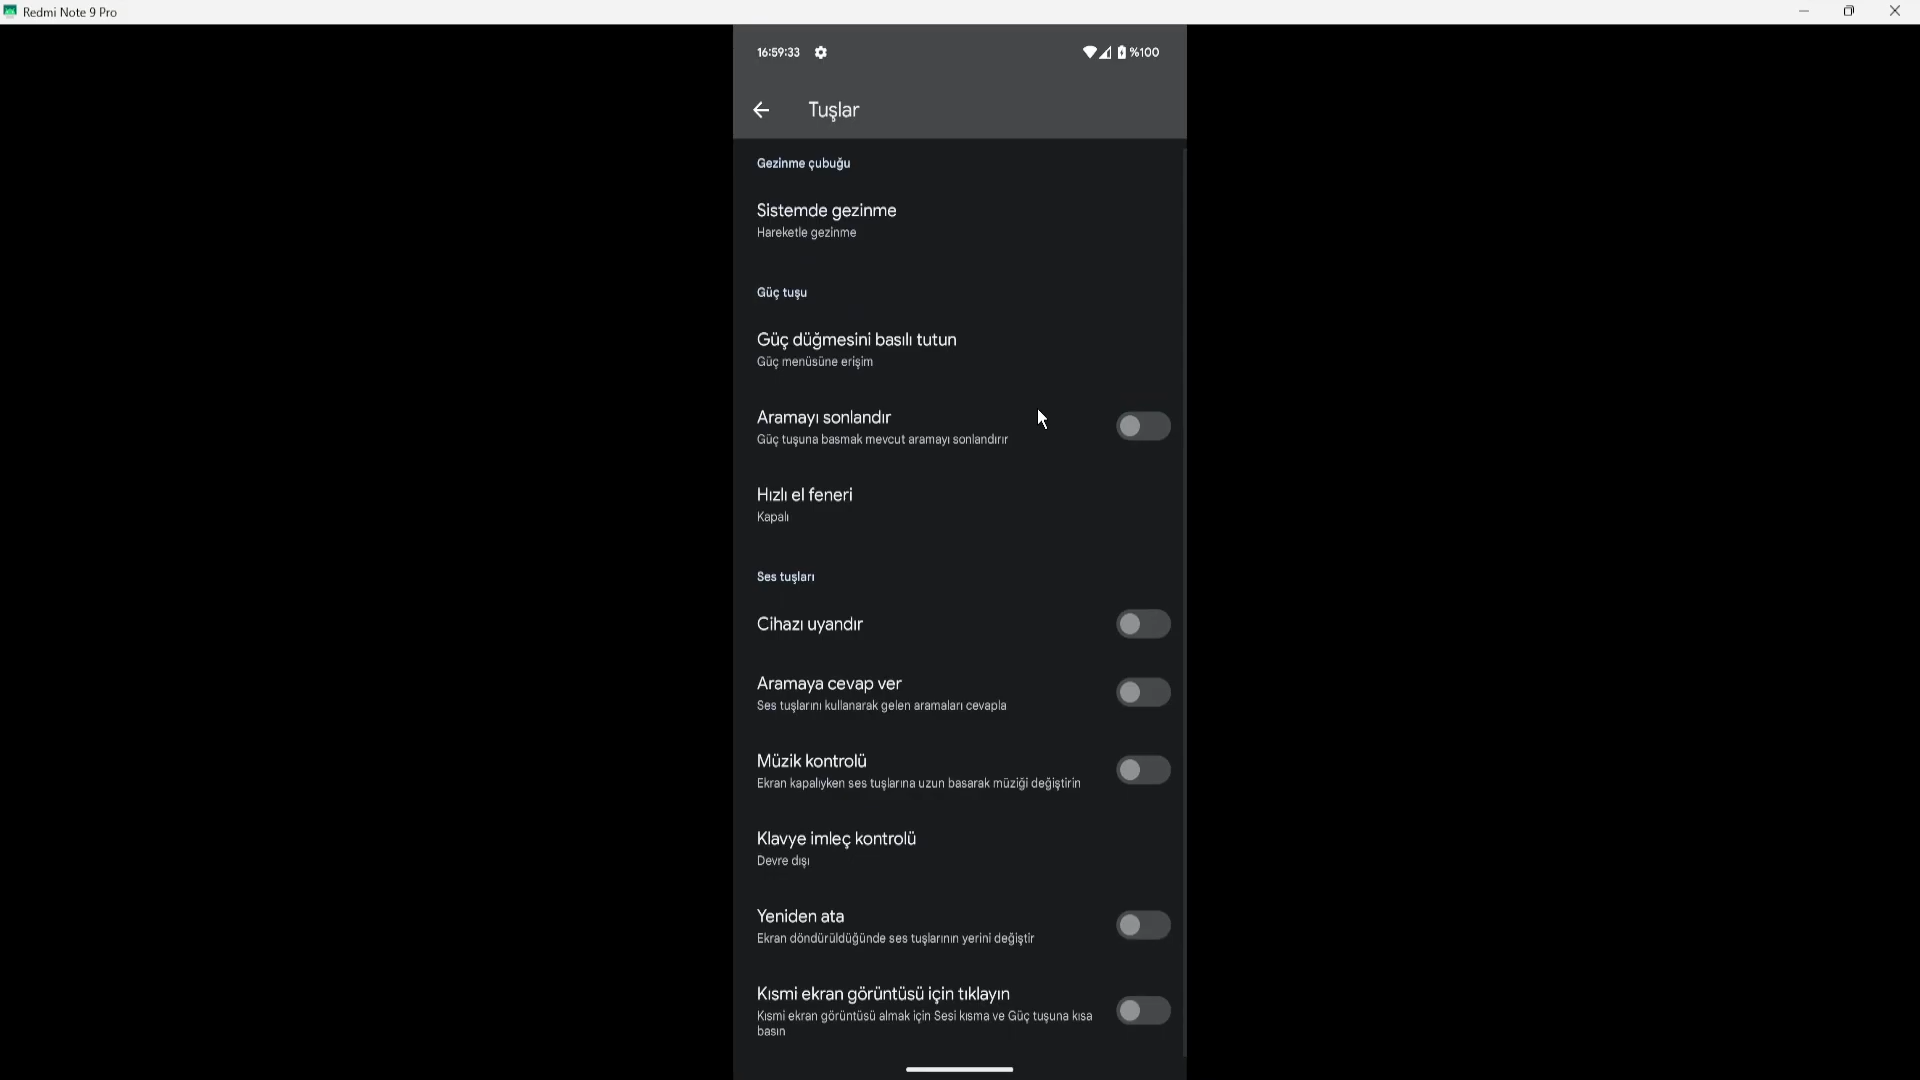 Redmi Note 9 Pro
16:59:33
%100
Tuşlar
Gezinme çubuğu
Sistemde gezinme
Hareketle gezinme
Güç tuşu
Güç düğmesini basılı tutun
Güç menüsüne erişim
Aramayı sonlandır
Güç tuşuna basmak mevcut aramayı sonlandırır
Hızlı el feneri
Kapalı
Ses tuşları
Cihazı uyandır
Aramaya cevap ver
Ses tuşlarını kullanarak gelen aramaları cevapla
Müzik kontrolü
Ekran kapalıyken ses tuşlarına uzun basarak müziği değiştirin
Klavye imleç kontrolü
Devre dışı
Yeniden ata
Ekran döndürüldüğünde ses tuşlarının yerini değiştir
Kısmi ekran görüntüsü için tıklayın
Kısmi ekran görüntüsü almak için Sesi kısma ve Güç tuşuna kısa
basın